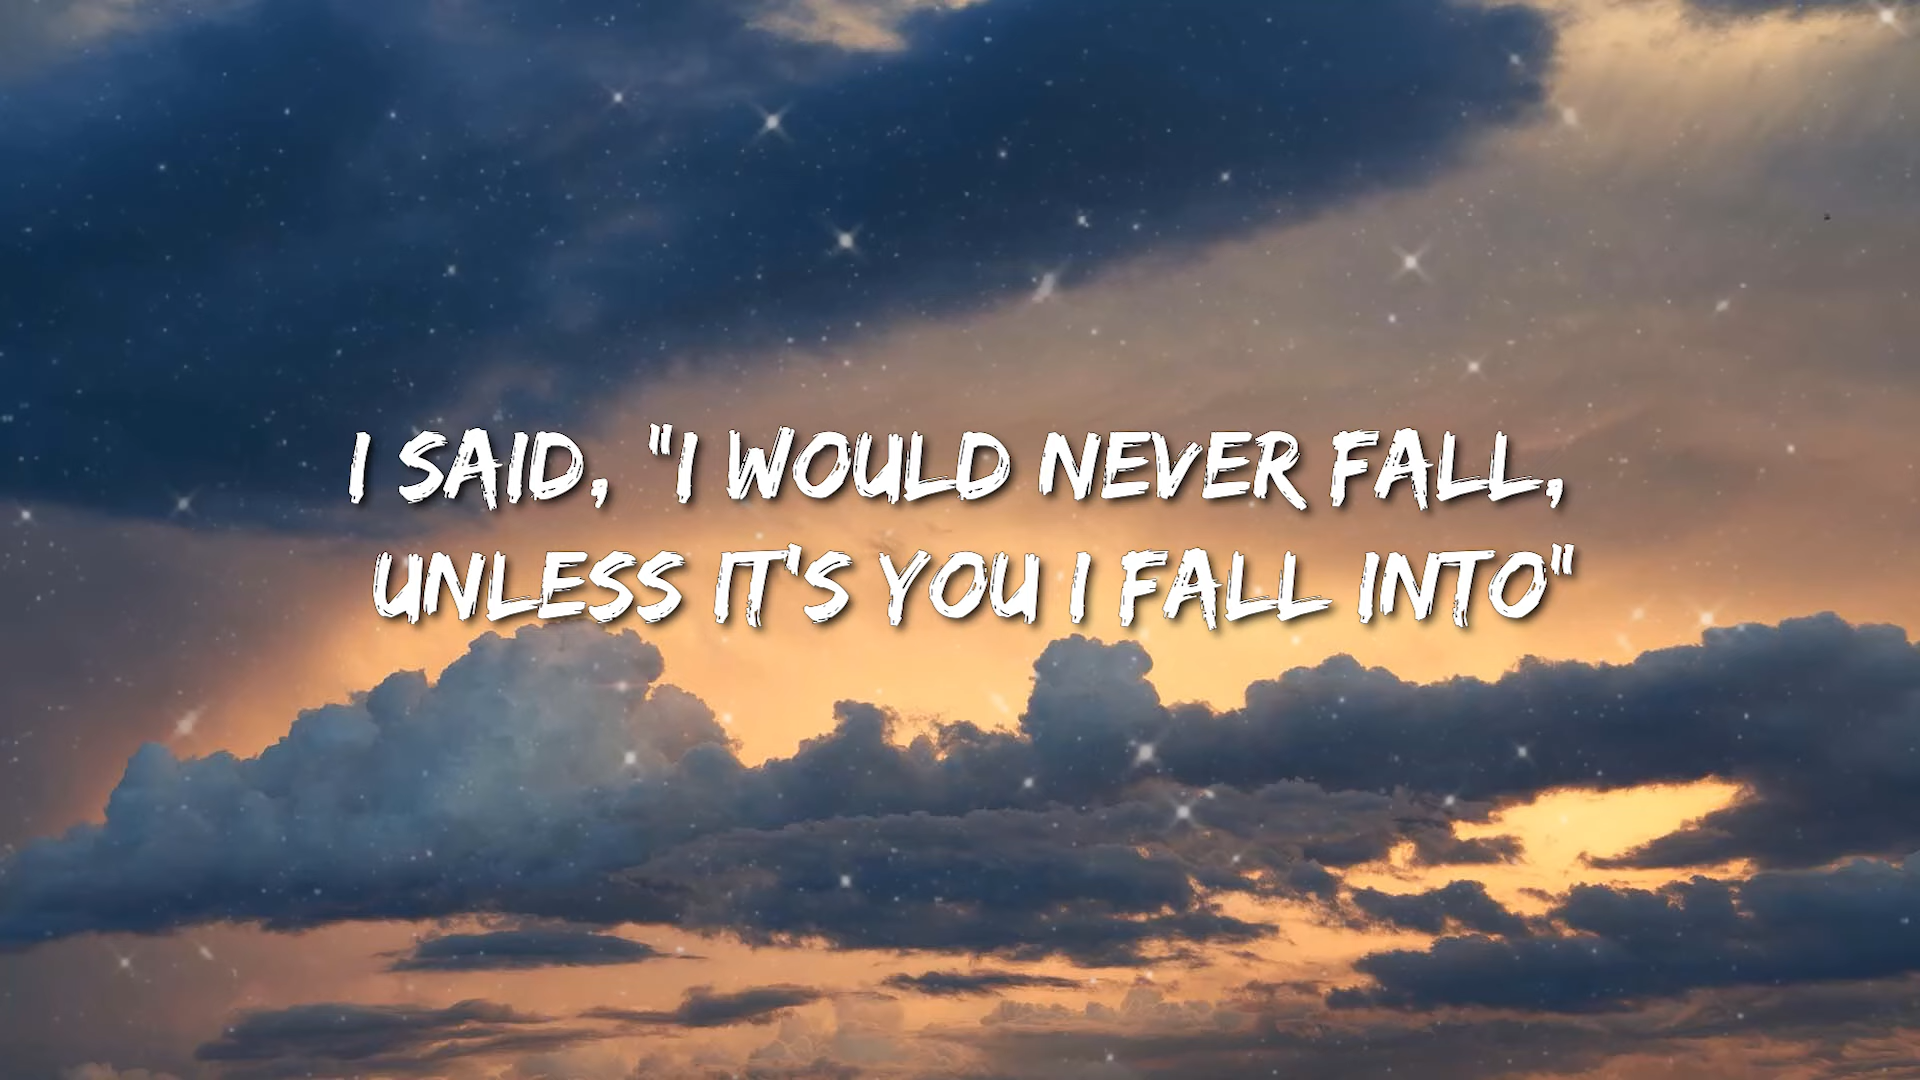 I SAID, "I WOULD NEVER FALL,
UNLESS IT'S YOU I FALL INTO"